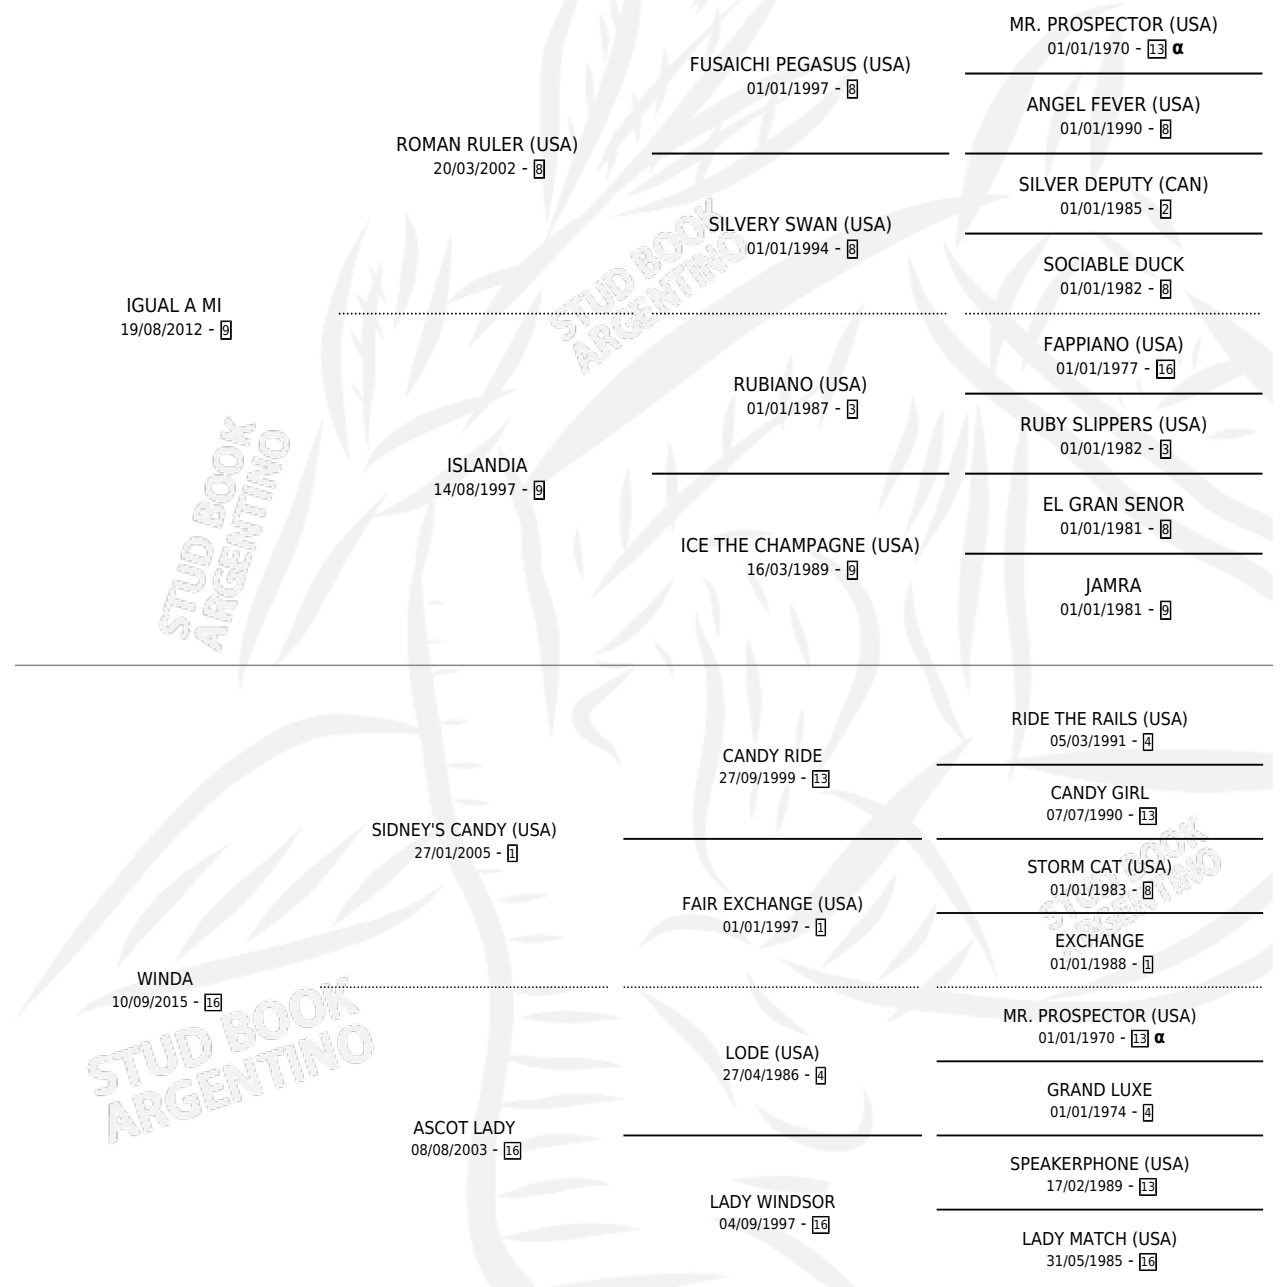 MR. PROSPECTOR (USA)
01/01/1970 - 13 α
FUSAICHI PEGASUS (USA)
01/01/1997 - 8
ANGEL FEVER (USA)
01/01/1990 - 8
ROMAN RULER (USA)
20/03/2002 - 8
SILVER DEPUTY (CAN)
01/01/1985 - 2
SILVERY SWAN (USA)
01/01/1994 - 8
SOCIABLE DUCK
01/01/1982 - 8
STUD BOOK
ARGENTINO
IGUAL A MI
19/08/2012 - 9
FAPPIANO (USA)
01/01/1977 - 16
RUBIANO (USA)
01/01/1987 - 3
RUBY SLIPPERS (USA)
01/01/1982 - 3
ISLANDIA
14/08/1997 - 9
EL GRAN SENOR
01/01/1981 - 8
ICE THE CHAMPAGNE (USA)
16/03/1989 - 9
JAMRA
01/01/1981 - 9
STUD BOOK
ARGENTINO
RIDE THE RAILS (USA)
05/03/1991 - 4
CANDY RIDE
27/09/1999 - 13
CANDY GIRL
07/07/1990 - 13
SIDNEY'S CANDY (USA)
27/01/2005 - 1
STORM CAT (USA)
01/01/1983 - 8
FAIR EXCHANGE (USA)
01/01/1997 - 1
EXCHANGE
01/01/1988 - 1
STUD BOOK
ARGENTINO
WINDA
10/09/2015 - 16
MR. PROSPECTOR (USA)
01/01/1970 - 13 α
LODE (USA)
27/04/1986 - 4
GRAND LUXE
01/01/1974 - 4
STUD BOOK
ARGENTINO
ASCOT LADY
08/08/2003 - 16
SPEAKERPHONE (USA)
17/02/1989 - 13
LADY WINDSOR
04/09/1997 - 16
LADY MATCH (USA)
31/05/1985 - 16